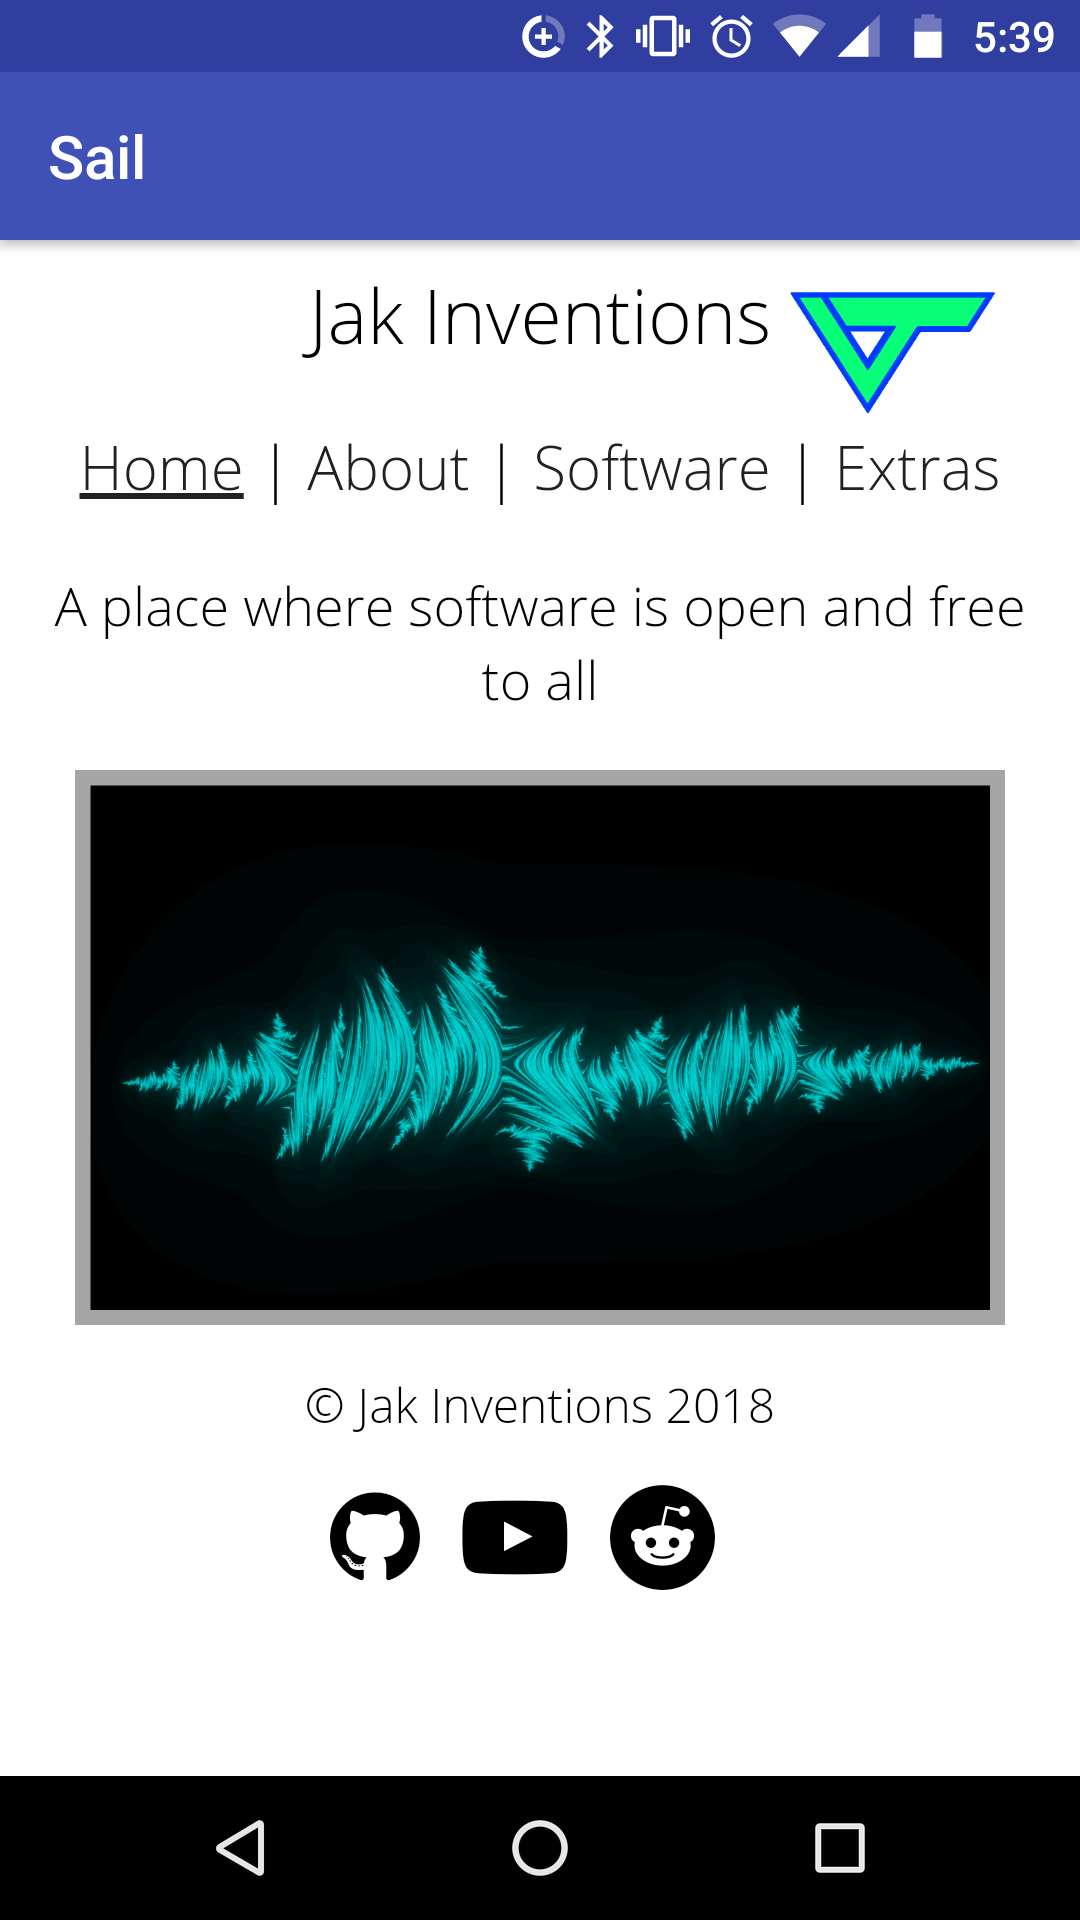 5:39
Sail
Jak Inventions
Home | About | Software | Extras
A place where software is open and free
to all
© Jak Inventions 2018